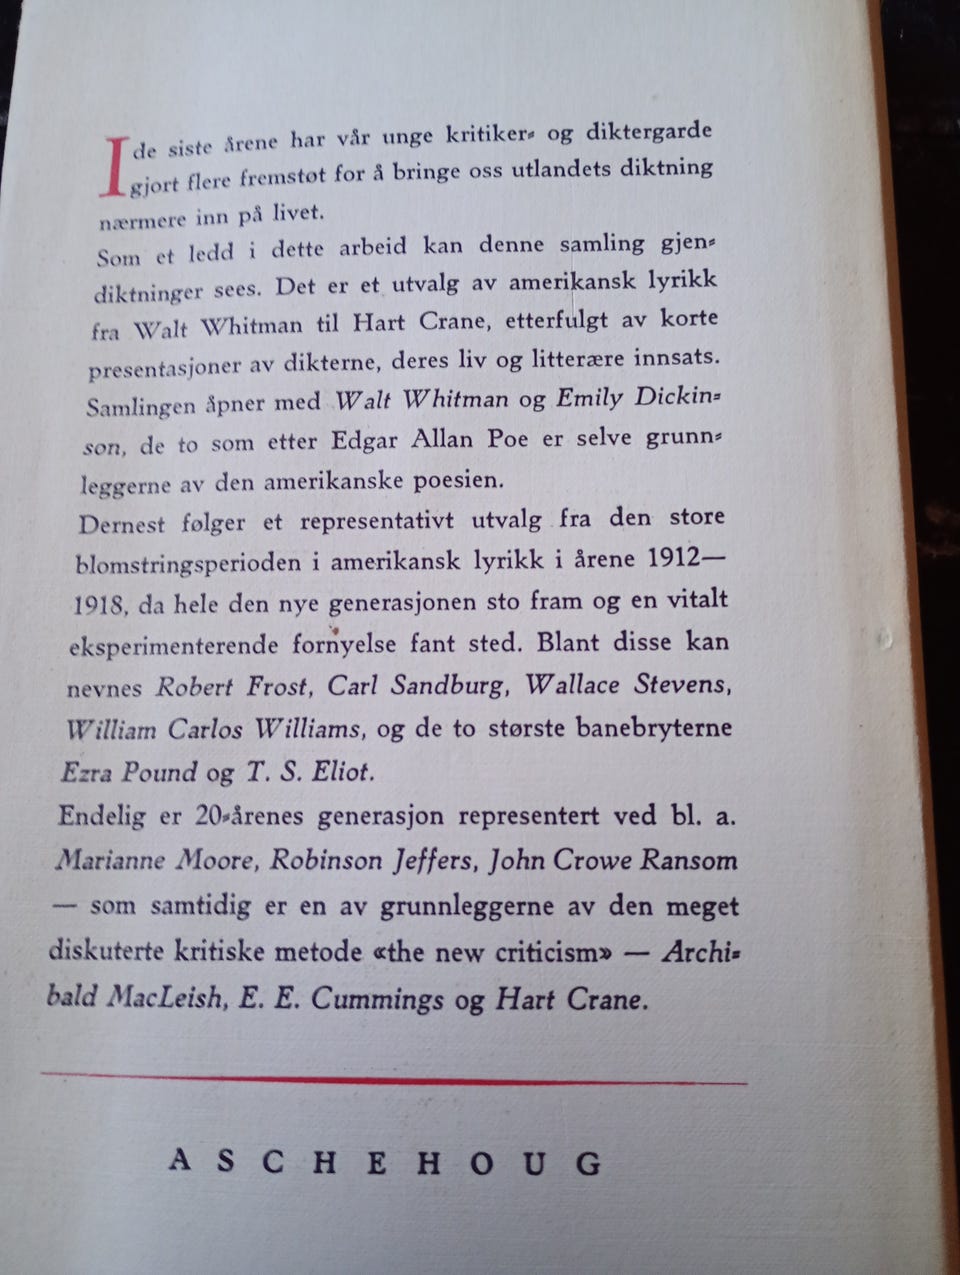 I de siste årene har vår unge kritiker- og diktergarde
gjort flere fremstøt for å bringe oss utlandets diktning
nærmere inn på livet.
Som et ledd i dette arbeid kan denne samling gjen-
diktninger sees. Det er et utvalg av amerikansk lyrikk
fra Walt Whitman til Hart Crane, etterfulgt av korte
presentasjoner av dikterne, deres liv og litterære innsats.
Samlingen åpner med Walt Whitman og Emily Dickin-
son, de to som etter Edgar Allan Poe er selve grunn-
leggerne av den amerikanske poesien.
Dernest følger et representativt utvalg fra den store
blomstringsperioden i amerikansk lyrikk i årene 1912—
1918, da hele den nye generasjonen sto fram og en vitalt
eksperimenterende fornyelse fant sted. Blant disse kan
nevnes Robert Frost, Carl Sandburg, Wallace Stevens,
William Carlos Williams, og de to største banebryterne
Ezra Pound og T. S. Eliot.
Endelig er 20-årenes generasjon representert ved bl. a.
Marianne Moore, Robinson Jeffers, John Crowe Ransom
— som samtidig er en av grunnleggerne av den meget
diskuterte kritiske metode «the new criticism» — Archi-
bald MacLeish, E. E. Cummings og Hart Crane.
ASCHEHOUG